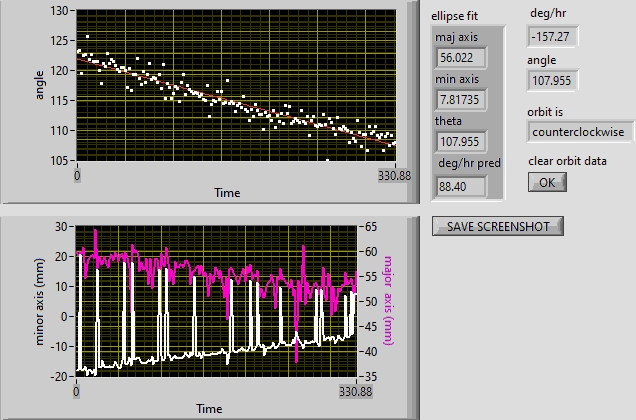 130
125
120
115
110
105
angle
0
330.88
Time
ellipse fit
maj axis
56.022
min axis
7.81735
theta
107.955
deg/hr pred
88.40
deg/hr
-157.27
angle
107.955
orbit is
counterclockwise
clear orbit data
OK
SAVE SCREENSHOT
30
20
10
0
-10
-20
minor axis (mm)
65
60
55
50
45
40
35
major axis (mm)
0
330.88
Time